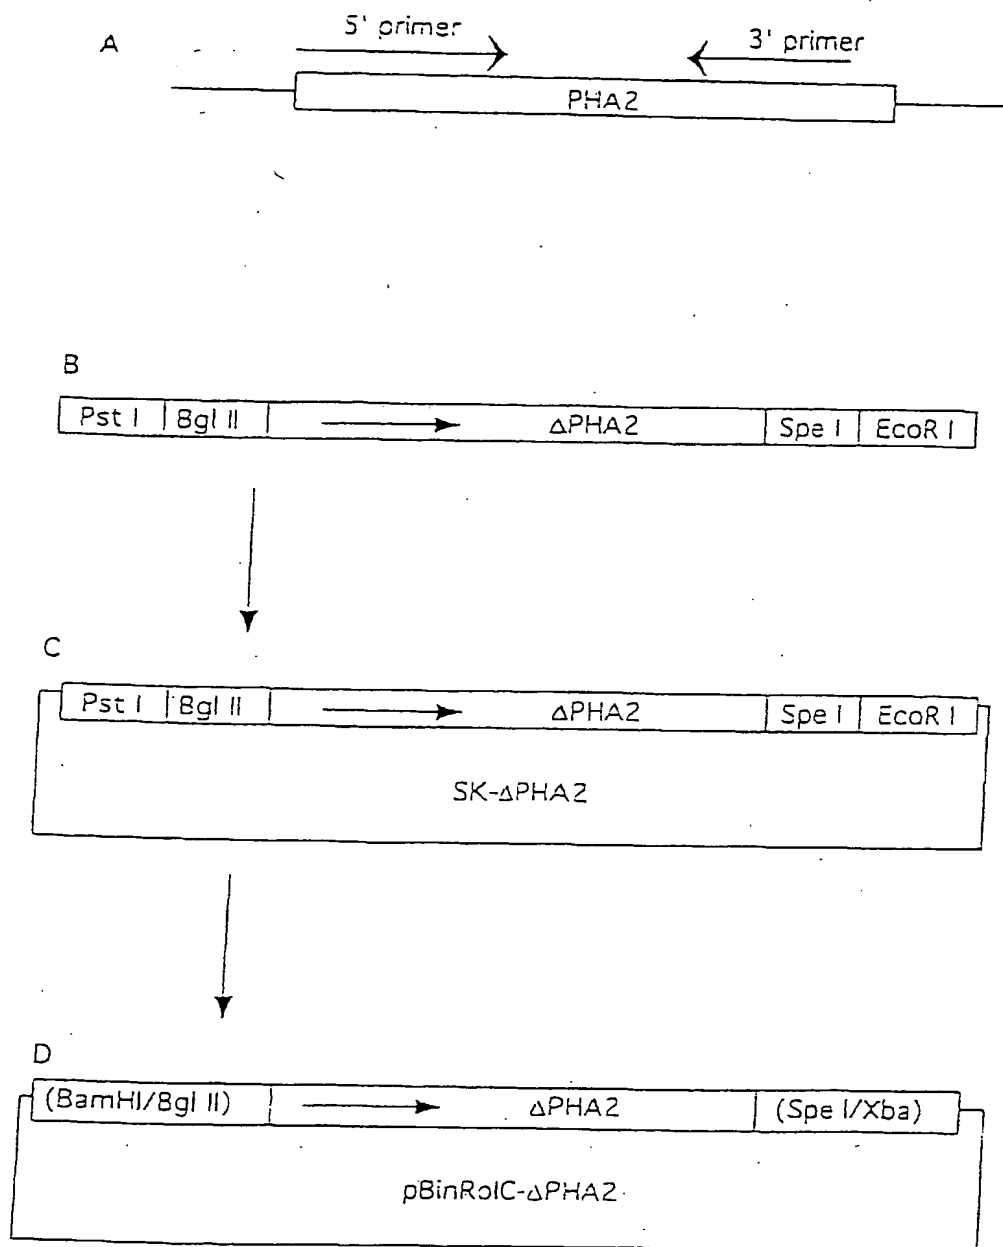 A
5' primer
3' primer
PHA2
B
Pst I Bgl II ΔPHA2 Spe I EcoR I
C
Pst I Bgl II ΔPHA2 Spe I EcoR I
SK-ΔPHA2
D
(BamHI/Bgl II) ΔPHA2 (Spe I/Xba)
pBinRolC-ΔPHA2